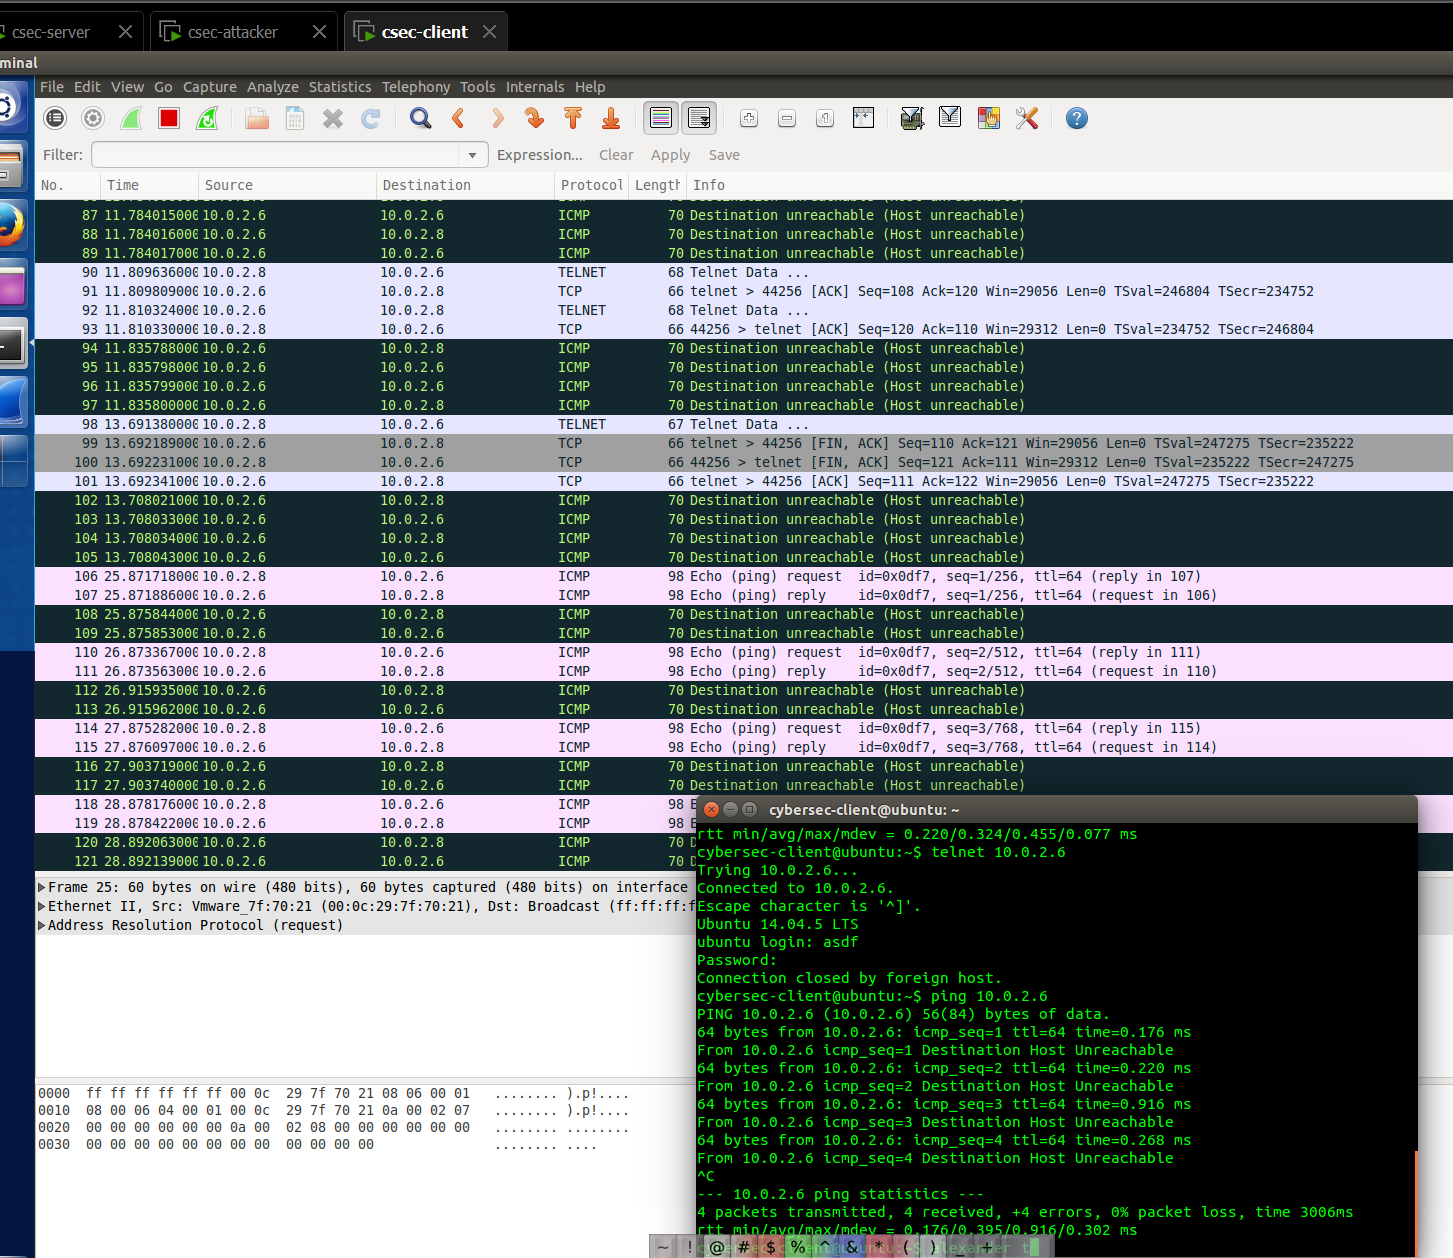 csec-server
csec-attacker
csec-client
minal
File Edit View Go Capture Analyze Statistics Telephony Tools Internals Help
Filter: Expression... Clear Apply Save
No. Time Source Destination Protocol Length Info
87 11.784015000 10.0.2.6 10.0.2.8 ICMP 70 Destination unreachable (Host unreachable)
88 11.784016000 10.0.2.6 10.0.2.8 ICMP 70 Destination unreachable (Host unreachable)
89 11.784017000 10.0.2.6 10.0.2.8 ICMP 70 Destination unreachable (Host unreachable)
90 11.809636000 10.0.2.8 10.0.2.6 TELNET 68 Telnet Data ...
91 11.809809000 10.0.2.6 10.0.2.8 TCP 66 telnet > 44256 [ACK] Seq=108 Ack=120 Win=29056 Len=0 TSval=246804 TSecr=234752
92 11.810324000 10.0.2.6 10.0.2.8 TELNET 68 Telnet Data ...
93 11.810330000 10.0.2.8 10.0.2.6 TCP 66 44256 > telnet [ACK] Seq=120 Ack=110 Win=29312 Len=0 TSval=234752 TSecr=246804
94 11.835788000 10.0.2.6 10.0.2.8 ICMP 70 Destination unreachable (Host unreachable)
95 11.835798000 10.0.2.6 10.0.2.8 ICMP 70 Destination unreachable (Host unreachable)
96 11.835799000 10.0.2.6 10.0.2.8 ICMP 70 Destination unreachable (Host unreachable)
97 11.835800000 10.0.2.6 10.0.2.8 ICMP 70 Destination unreachable (Host unreachable)
98 13.691380000 10.0.2.8 10.0.2.6 TELNET 67 Telnet Data ...
99 13.692189000 10.0.2.6 10.0.2.8 TCP 66 telnet > 44256 [FIN, ACK] Seq=110 Ack=121 Win=29056 Len=0 TSval=247275 TSecr=235222
100 13.692231000 10.0.2.8 10.0.2.6 TCP 66 44256 > telnet [FIN, ACK] Seq=121 Ack=111 Win=29312 Len=0 TSval=235222 TSecr=247275
101 13.692341000 10.0.2.6 10.0.2.8 TCP 66 telnet > 44256 [ACK] Seq=111 Ack=122 Win=29056 Len=0 TSval=247275 TSecr=235222
102 13.708021000 10.0.2.6 10.0.2.8 ICMP 70 Destination unreachable (Host unreachable)
103 13.708033000 10.0.2.6 10.0.2.8 ICMP 70 Destination unreachable (Host unreachable)
104 13.708034000 10.0.2.6 10.0.2.8 ICMP 70 Destination unreachable (Host unreachable)
105 13.708043000 10.0.2.6 10.0.2.8 ICMP 70 Destination unreachable (Host unreachable)
106 25.871718000 10.0.2.8 10.0.2.6 ICMP 98 Echo (ping) request id=0x0df7, seq=1/256, ttl=64 (reply in 107)
107 25.871886000 10.0.2.6 10.0.2.8 ICMP 98 Echo (ping) reply id=0x0df7, seq=1/256, ttl=64 (request in 106)
108 25.875844000 10.0.2.6 10.0.2.8 ICMP 70 Destination unreachable (Host unreachable)
109 25.875853000 10.0.2.6 10.0.2.8 ICMP 70 Destination unreachable (Host unreachable)
110 26.873367000 10.0.2.8 10.0.2.6 ICMP 98 Echo (ping) request id=0x0df7, seq=2/512, ttl=64 (reply in 111)
111 26.873563000 10.0.2.6 10.0.2.8 ICMP 98 Echo (ping) reply id=0x0df7, seq=2/512, ttl=64 (request in 110)
112 26.915935000 10.0.2.6 10.0.2.8 ICMP 70 Destination unreachable (Host unreachable)
113 26.915962000 10.0.2.6 10.0.2.8 ICMP 70 Destination unreachable (Host unreachable)
114 27.875282000 10.0.2.8 10.0.2.6 ICMP 98 Echo (ping) request id=0x0df7, seq=3/768, ttl=64 (reply in 115)
115 27.876097000 10.0.2.6 10.0.2.8 ICMP 98 Echo (ping) reply id=0x0df7, seq=3/768, ttl=64 (request in 114)
116 27.903719000 10.0.2.6 10.0.2.8 ICMP 70 Destination unreachable (Host unreachable)
117 27.903740000 10.0.2.6 10.0.2.8 ICMP 70 Destination unreachable (Host unreachable)
118 28.878176000 10.0.2.8 10.0.2.6 ICMP 98 E
119 28.878422000 10.0.2.6 10.0.2.8 ICMP 98 E
120 28.892063000 10.0.2.6 10.0.2.8 ICMP 70 D
121 28.892139000 10.0.2.6 10.0.2.8 ICMP 70 D
Frame 25: 60 bytes on wire (480 bits), 60 bytes captured (480 bits) on interface
Ethernet II, Src: Vmware_7f:70:21 (00:0c:29:7f:70:21), Dst: Broadcast (ff:ff:ff:f
Address Resolution Protocol (request)
0000 ff ff ff ff ff ff 00 0c 29 7f 70 21 08 06 00 01 ........ ).p!....
0010 08 00 06 04 00 01 00 0c 29 7f 70 21 0a 00 02 07 ........ ).p!....
0020 00 00 00 00 00 00 0a 00 02 08 00 00 00 00 00 00 ........ ........
0030 00 00 00 00 00 00 00 00 00 00 00 00 ........ ....
cybersec-client@ubuntu: ~
rtt min/avg/max/mdev = 0.220/0.324/0.455/0.077 ms
cybersec-client@ubuntu:~$ telnet 10.0.2.6
Trying 10.0.2.6...
Connected to 10.0.2.6.
Escape character is '^]'.
Ubuntu 14.04.5 LTS
ubuntu login: asdf
Password:
Connection closed by foreign host.
cybersec-client@ubuntu:~$ ping 10.0.2.6
PING 10.0.2.6 (10.0.2.6) 56(84) bytes of data.
64 bytes from 10.0.2.6: icmp_seq=1 ttl=64 time=0.176 ms
From 10.0.2.6 icmp_seq=1 Destination Host Unreachable
64 bytes from 10.0.2.6: icmp_seq=2 ttl=64 time=0.220 ms
From 10.0.2.6 icmp_seq=2 Destination Host Unreachable
64 bytes from 10.0.2.6: icmp_seq=3 ttl=64 time=0.916 ms
From 10.0.2.6 icmp_seq=3 Destination Host Unreachable
64 bytes from 10.0.2.6: icmp_seq=4 ttl=64 time=0.268 ms
From 10.0.2.6 icmp_seq=4 Destination Host Unreachable
^C
--- 10.0.2.6 ping statistics ---
4 packets transmitted, 4 received, +4 errors, 0% packet loss, time 3006ms
rtt min/avg/max/mdev = 0.176/0.395/0.916/0.302 ms
~ ! @ # $ % ^ & * ( ) +